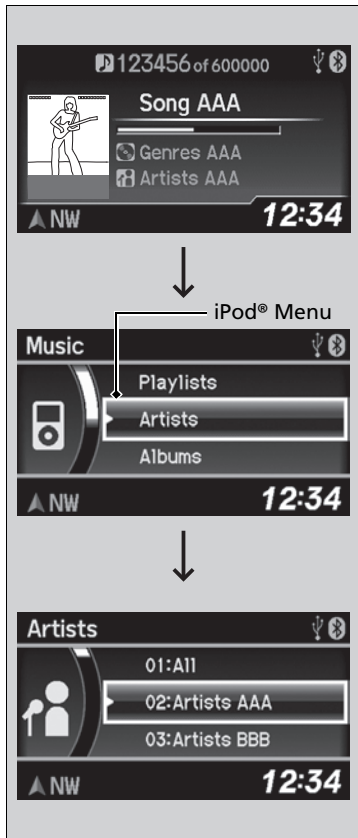 123456 of 600000
Song AAA
Genres AAA
Artists AAA
NW
12:34
iPod® Menu
Music
Playlists
Artists
Albums
NW
12:34
Artists
01:All
02:Artists AAA
03:Artists BBB
NW
12:34